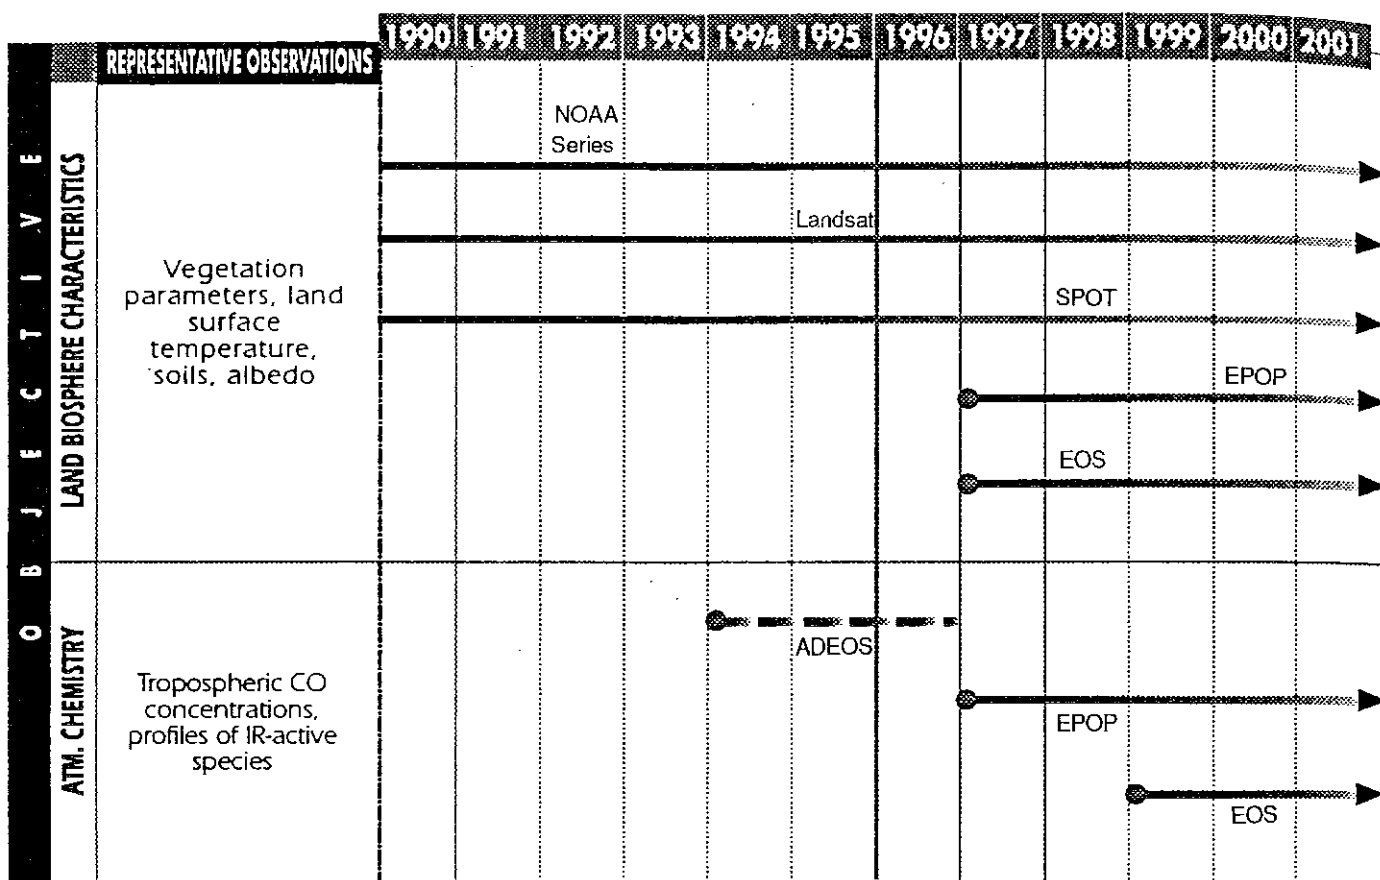 1990 1991 1992 1993 1994 1995 1996 1997 1998 1999 2000 2001
REPRESENTATIVE OBSERVATIONS
OBJECTIVE
LAND BIOSPHERE CHARACTERISTICS
Vegetation
parameters, land
surface
temperature,
soils, albedo
NOAA
Series
Landsat
SPOT
EPOP
EOS
ATM. CHEMISTRY
Tropospheric CO
concentrations,
profiles of IR-active
species
ADEOS
EPOP
EOS